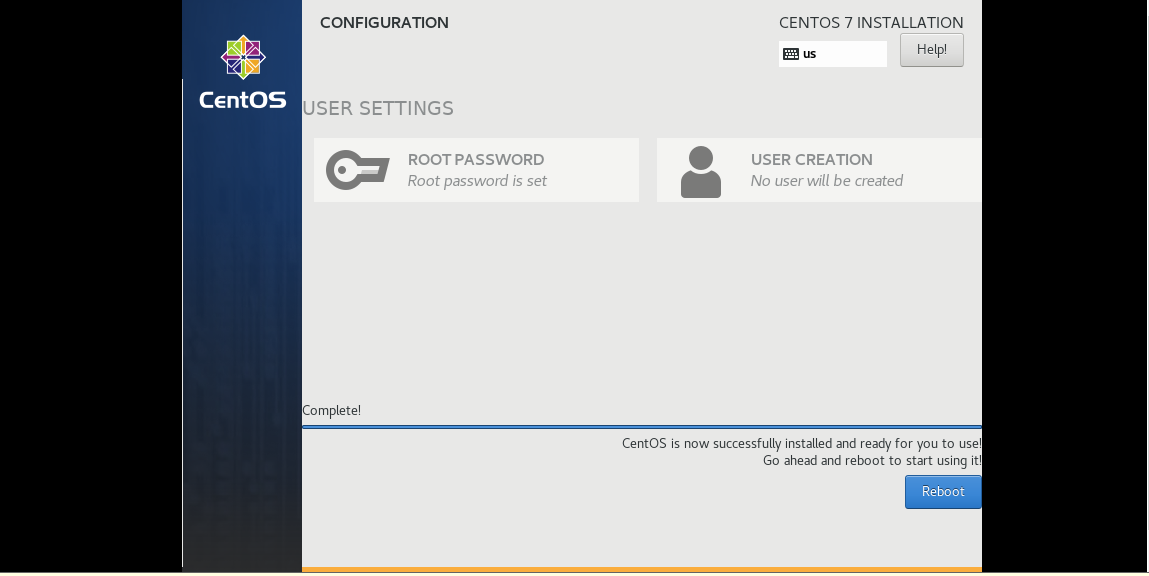 CONFIGURATION
CENTOS 7 INSTALLATION
us
Help!
CentOS
USER SETTINGS
ROOT PASSWORD
Root password is set
USER CREATION
No user will be created
Complete!
CentOS is now successfully installed and ready for you to use!
Go ahead and reboot to start using it!
Reboot